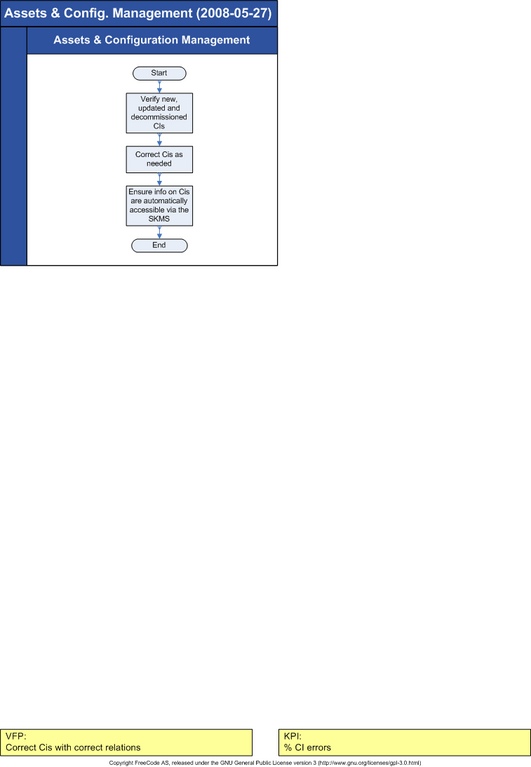 Assets & Config. Management (2008-05-27)
Assets & Configuration Management
Start
Verify new,
updated and
decommissioned
CIs
Correct Cis as
needed
Ensure info on Cis
are automatically
accessible via the
SKMS
End
VFP:
Correct Cis with correct relations
KPI:
% CI errors
Copyright FreeCode AS, released under the GNU General Public License version 3 (http://www.gnu.org/licenses/gpl-3.0.html)